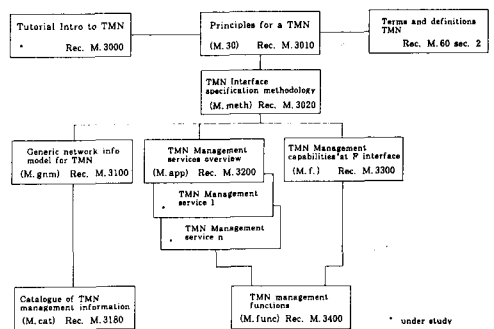 Tutorial Intro to TMN
* Rec. M.3000
Principles for a TMN
(M.30) Rec. M.3010
Terms and definitions
TMN
Rec. M.60 sec. 2
TMN Interface
specification methodology
(M.meth) Rec. M.3020
Generic network info
model for TMN
(M.gnm) Rec. M.3100
TMN Management
services overview
(M.app) Rec. M.3200
TMN Management
capabilities at F interface
(M.f.) Rec. M.3300
TMN Management
* service 1
TMN Management
* service n
Catalogue of TMN
management information
(M.cat) Rec. M.3180
TMN management
functions
(M.func) Rec. M.3400
* under study